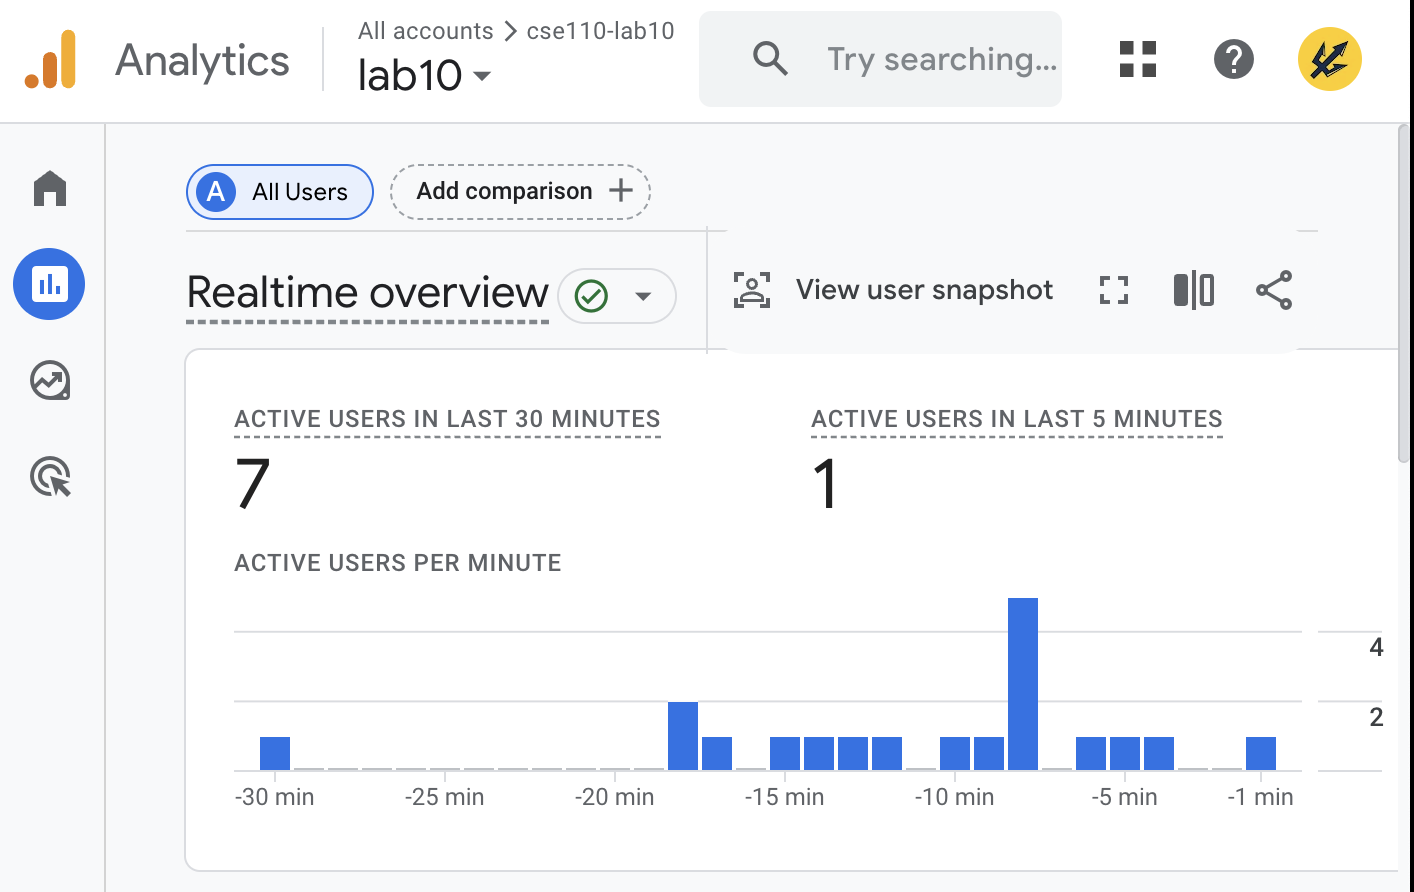 Analytics
All accounts > cse110-lab10
lab10
Try searching...
A All Users
Add comparison +
Realtime overview
View user snapshot
ACTIVE USERS IN LAST 30 MINUTES
7
ACTIVE USERS IN LAST 5 MINUTES
1
ACTIVE USERS PER MINUTE
4
2
-30 min -25 min -20 min -15 min -10 min -5 min -1 min